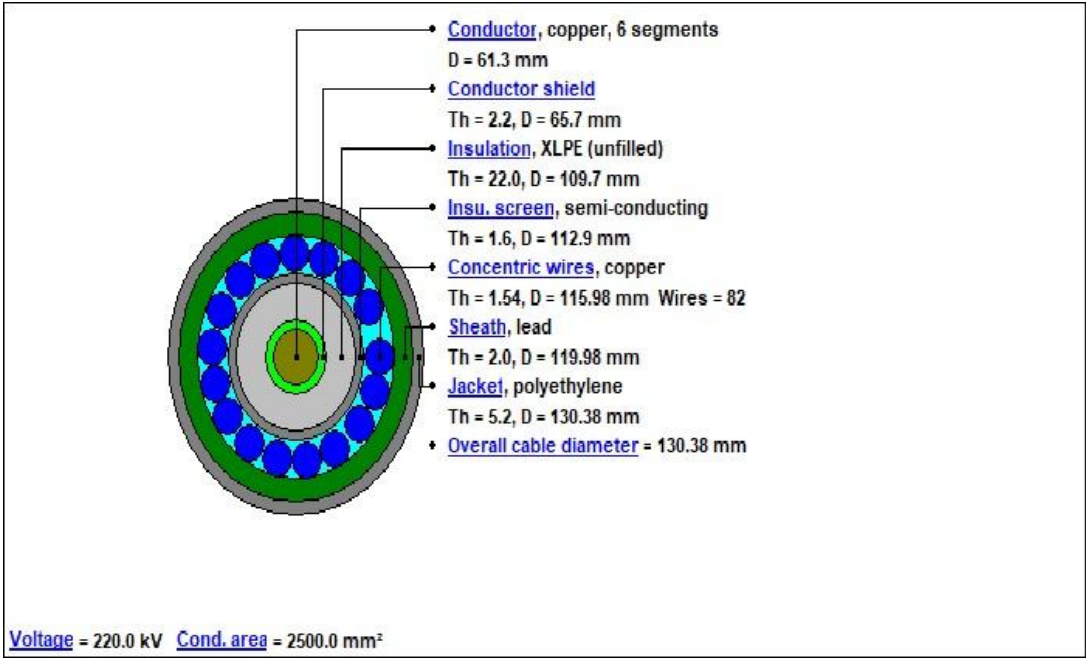 Conductor, copper, 6 segments
D = 61.3 mm
Conductor shield
Th = 2.2, D = 65.7 mm
Insulation, XLPE (unfilled)
Th = 22.0, D = 109.7 mm
Insu. screen, semi-conducting
Th = 1.6, D = 112.9 mm
Concentric wires, copper
Th = 1.54, D = 115.98 mm Wires = 82
Sheath, lead
Th = 2.0, D = 119.98 mm
Jacket, polyethylene
Th = 5.2, D = 130.38 mm
Overall cable diameter = 130.38 mm
Voltage = 220.0 kV Cond. area = 2500.0 mm²